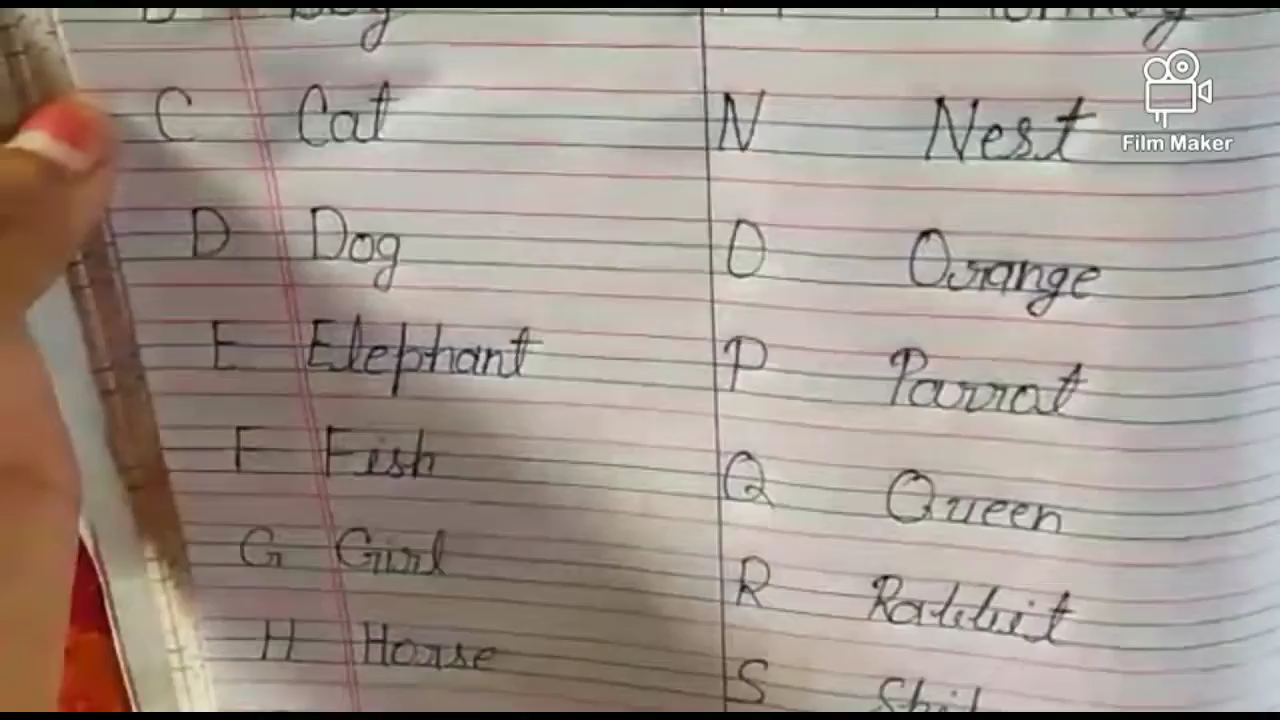 C Cat
D Dog
E Elephant
F Fish
G Girl
H Horse
N Nest
O Orange
P Parrot
Q Queen
R Rabbit
S
Film Maker